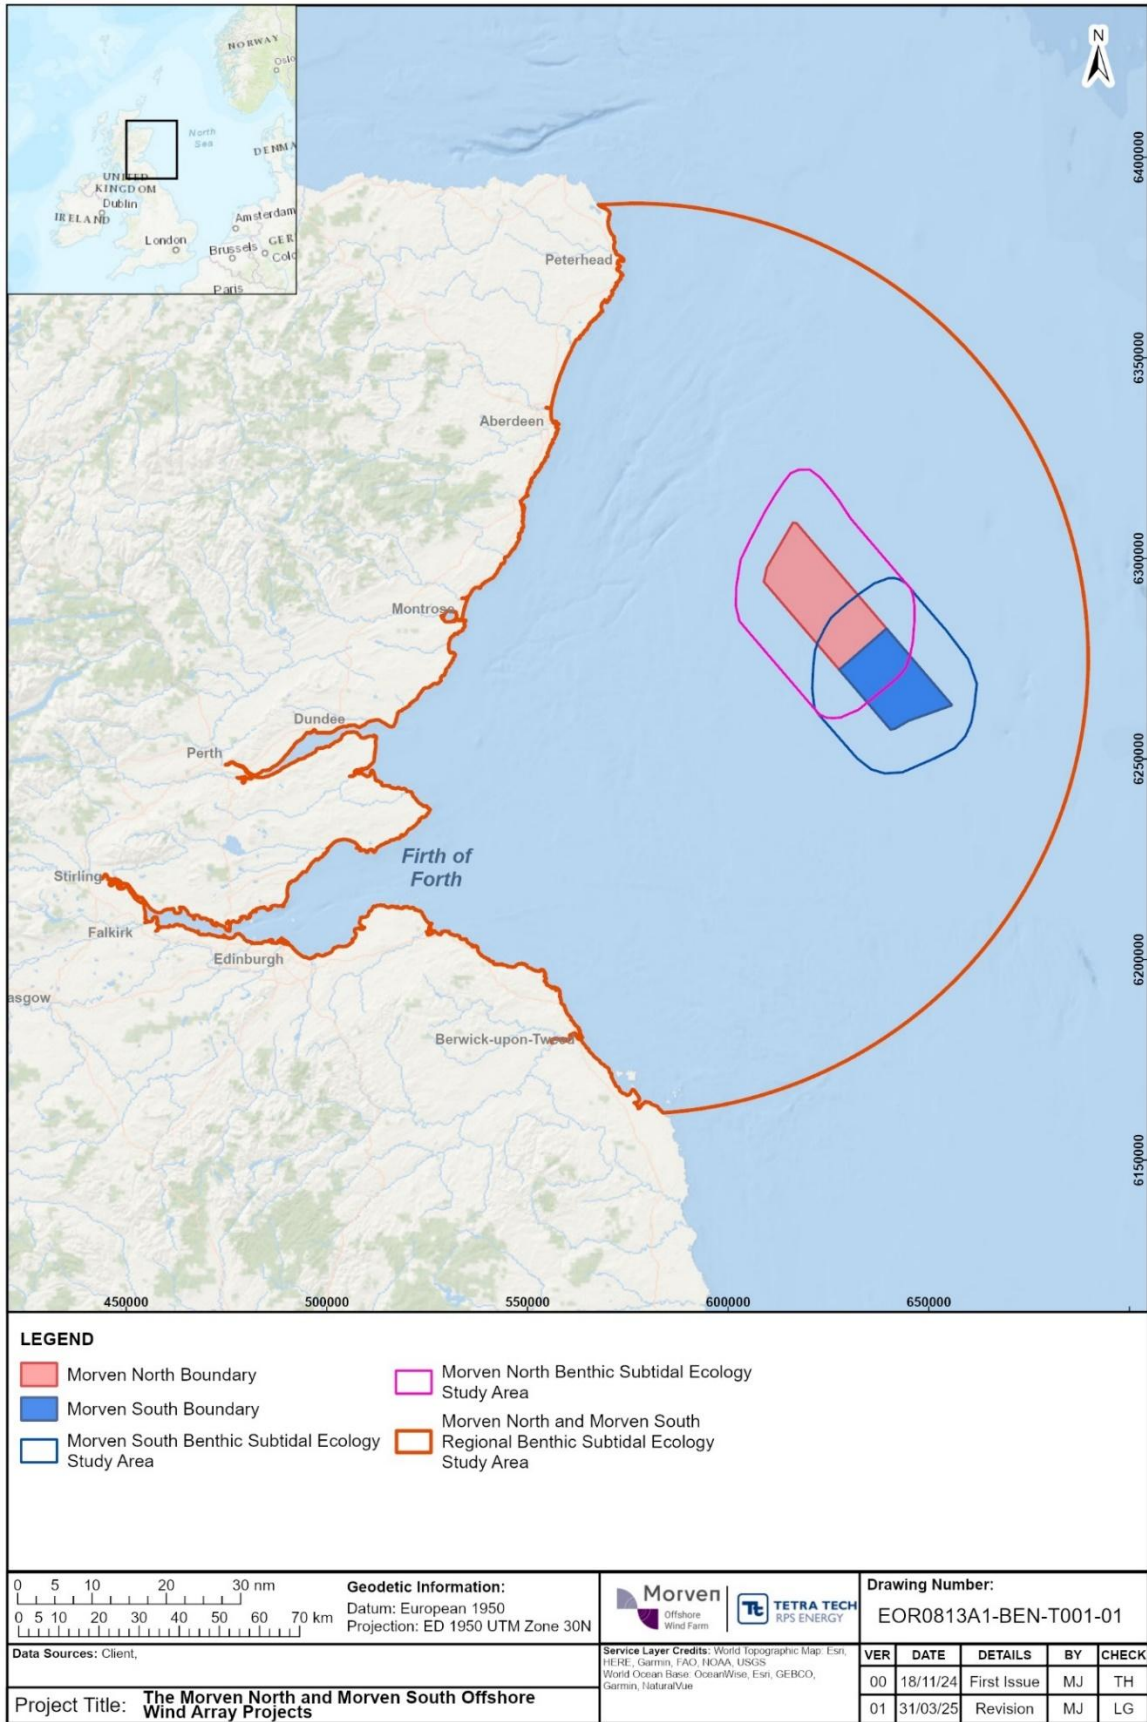 NORWAY
Oslo
North
Sea
DENMA
UNITED
KINGDOM
Dublin
IRELAND
Amsterdam
London
Brussels
GER
Colo
Paris
N
Peterhead
Aberdeen
Montrose
Dundee
Perth
Firth of
Forth
Stirling
Falkirk
Edinburgh
asgow
Berwick-upon-Tweed
6400000
6350000
6300000
6250000
6200000
6150000
450000
500000
550000
600000
650000
LEGEND
Morven North Boundary
Morven South Boundary
Morven South Benthic Subtidal Ecology
Study Area
Morven North Benthic Subtidal Ecology
Study Area
Morven North and Morven South
Regional Benthic Subtidal Ecology
Study Area
0 5 10 20 30 nm
0 5 10 20 30 40 50 60 70 km
Geodetic Information:
Datum: European 1950
Projection: ED 1950 UTM Zone 30N
Data Sources: Client,
Project Title: The Morven North and Morven South Offshore
Wind Array Projects
Morven
Offshore
Wind Farm
Tt
TETRA TECH
RPS ENERGY
Service Layer Credits: World Topographic Map: Esri,
HERE, Garmin, FAO, NOAA, USGS
World Ocean Base: OceanWise, Esri, GEBCO,
Garmin, NaturalVue
Drawing Number:
EOR0813A1-BEN-T001-01
VER DATE DETAILS BY CHECK
00 18/11/24 First Issue MJ TH
01 31/03/25 Revision MJ LG